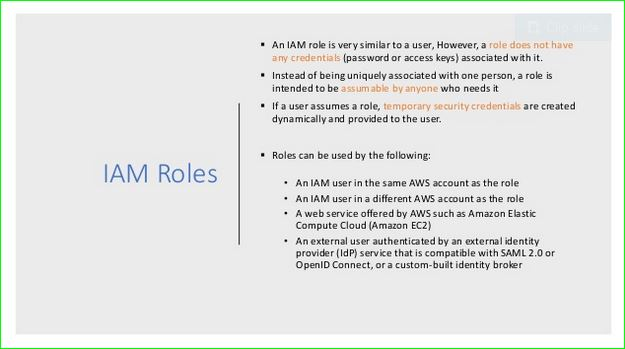 Clip slide
▪ An IAM role is very similar to a user, However, a role does not have
any credentials (password or access keys) associated with it.
▪ Instead of being uniquely associated with one person, a role is
intended to be assumable by anyone who needs it
▪ If a user assumes a role, temporary security credentials are created
dynamically and provided to the user.
▪ Roles can be used by the following:
IAM Roles
• An IAM user in the same AWS account as the role
• An IAM user in a different AWS account as the role
• A web service offered by AWS such as Amazon Elastic
Compute Cloud (Amazon EC2)
• An external user authenticated by an external identity
provider (IdP) service that is compatible with SAML 2.0 or
OpenID Connect, or a custom-built identity broker